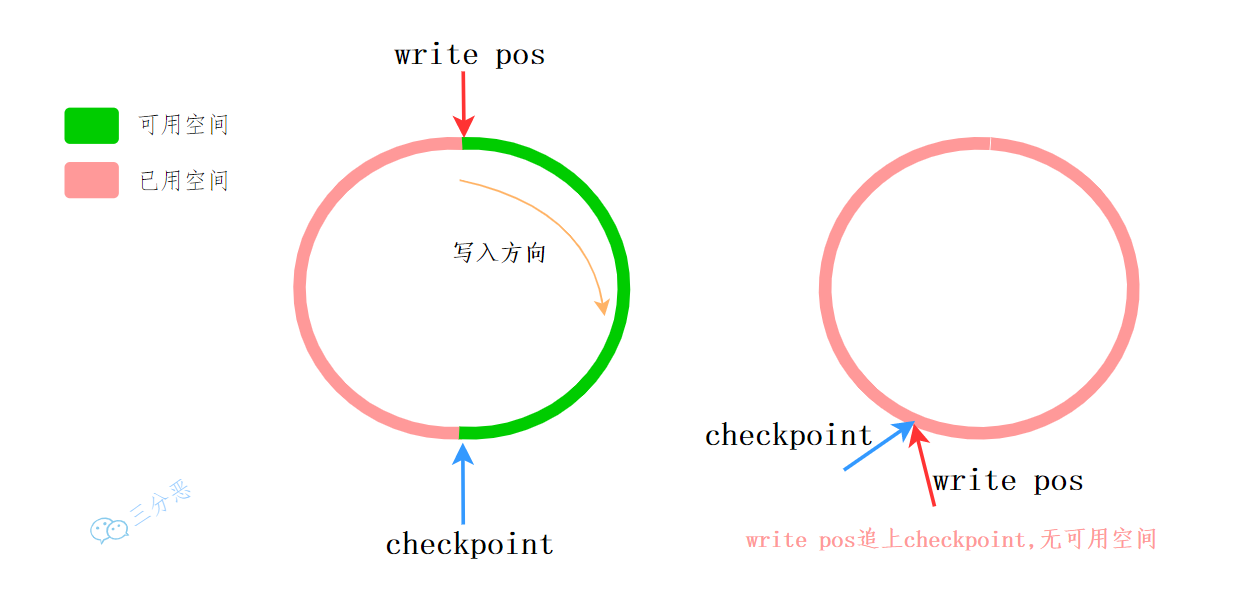 write pos
可用空间
已用空间
写入方向
checkpoint
三分恶
checkpoint
write pos
write pos追上checkpoint,无可用空间